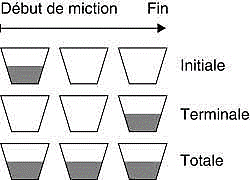 Début de miction Fin
Initiale
Terminale
Totale